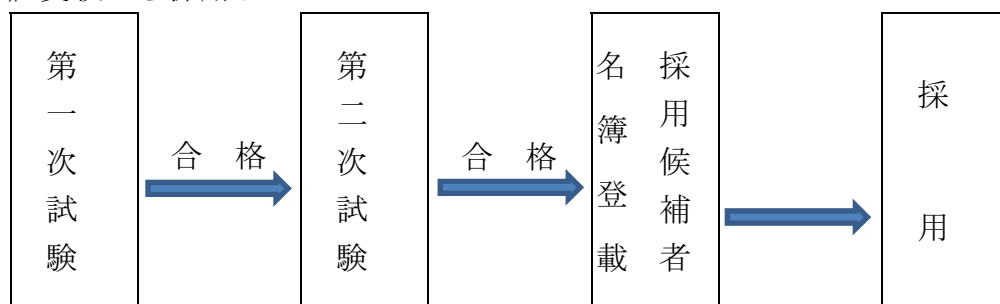 第一次試験
合格
第二次試験
合格
採用候補者
名簿登載
採用